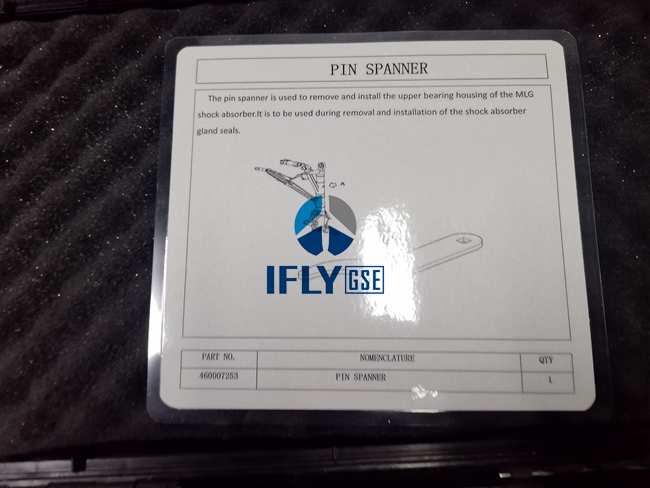 PIN SPANNER
The pin spanner is used to remove and install the upper bearing housing of the MLG
shock absorber.It is to be used during removal and installation of the shock absorber
gland seals.
A
IFLY GSE
PART NO. NOMENCLATURE QTY
460007253 PIN SPANNER 1